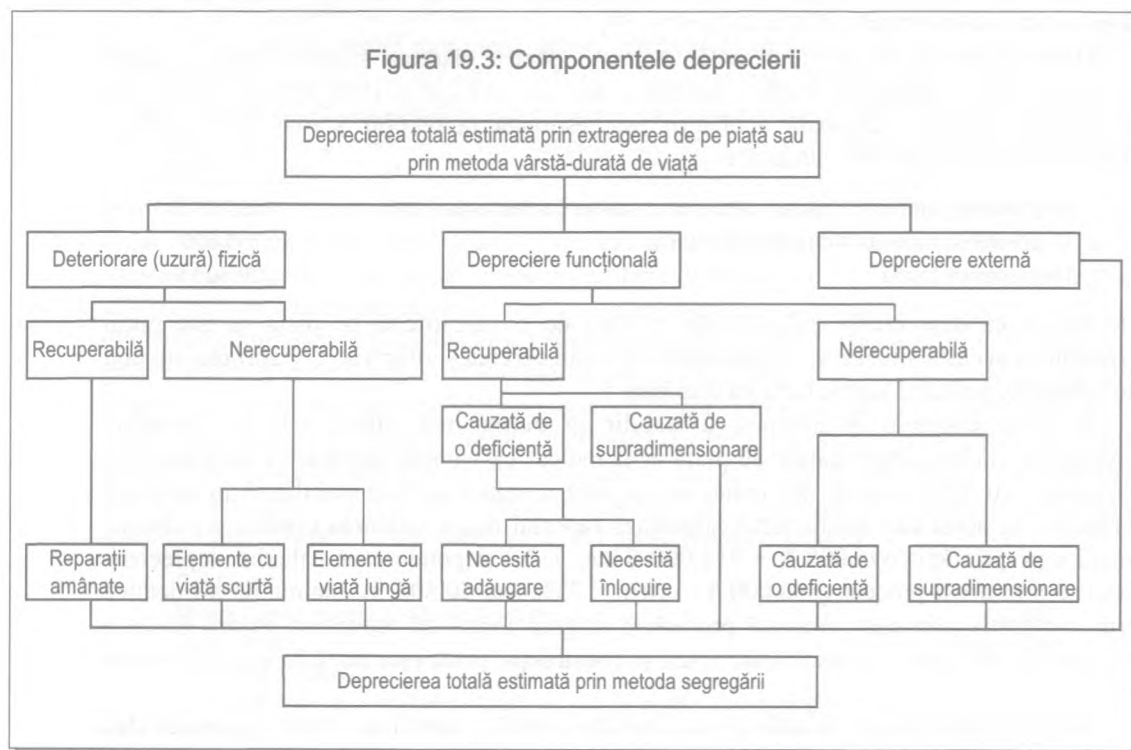 Figura 19.3: Componentele deprecierii
Deprecierea totală estimată prin extragerea de pe piață sau
prin metoda vârstă-durată de viață
Deteriorare (uzură) fizică
Depreciere funcțională
Depreciere externă
Recuperabilă
Nerecuperabilă
Recuperabilă
Nerecuperabilă
Cauzată de
o deficiență
Cauzată de
supradimensionare
Reparații
amânate
Elemente cu
viață scurtă
Elemente cu
viață lungă
Necesită
adăugare
Necesită
înlocuire
Cauzată de
o deficiență
Cauzată de
supradimensionare
Deprecierea totală estimată prin metoda segregării